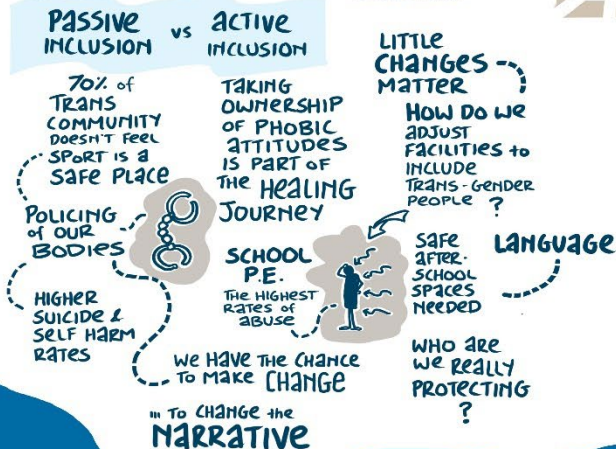 PASSIVE
INCLUSION
vs
ACTIVE
INCLUSION
70% of
TRANS
COMMUNITY
DOESN'T FEEL
SPORT IS A
SAFE PLACE
POLICING
of OUR
BODIES
HIGHER
SUICIDE &
SELF HARM
RATES
TAKING
OWNERSHIP
OF PHOBIC
ATTITUDES
IS PART OF
THE HEALING
JOURNEY
SCHOOL
P.E.
THE HIGHEST
RATES OF
ABUSE
WE HAVE THE CHANCE
TO MAKE CHANGE
... TO CHANGE the
NARRATIVE
LITTLE
CHANGES
MATTER
HOW DO WE
ADJUST
FACILITIES to
INCLUDE
TRANS-GENDER
PEOPLE ?
SAFE
AFTER-
SCHOOL
SPACES
NEEDED
LANGUAGE
WHO ARE
WE REALLY
PROTECTING
?